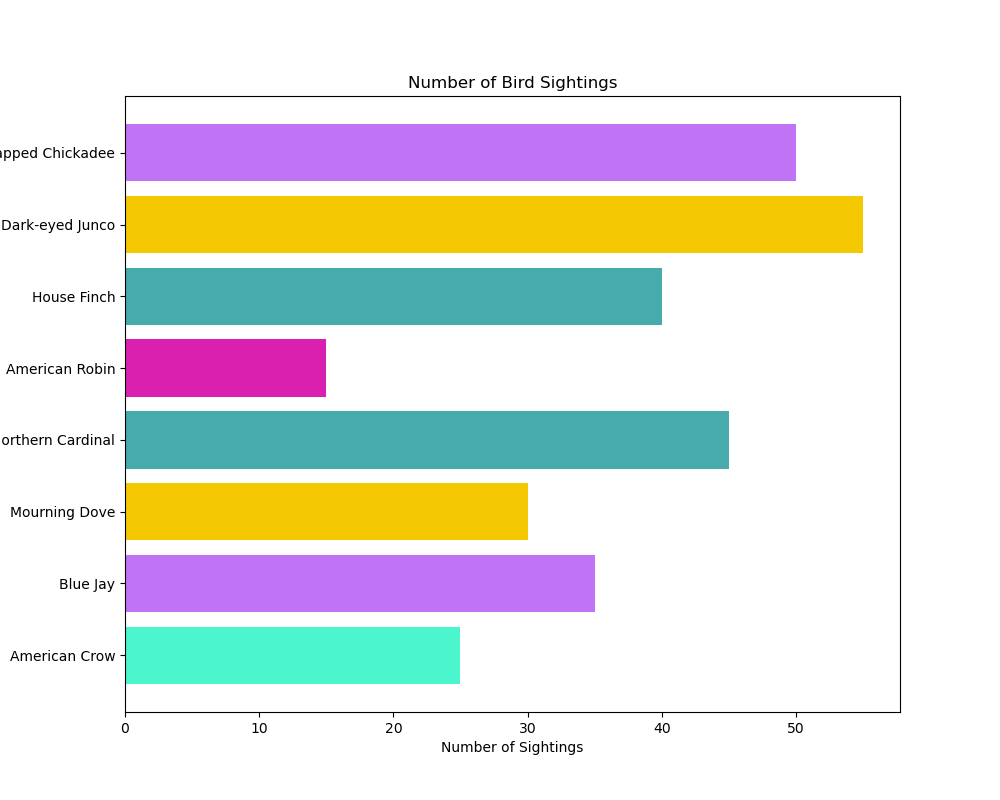 Number of Bird Sightings
apped Chickadee
Dark-eyed Junco
House Finch
American Robin
orthern Cardinal
Mourning Dove
Blue Jay
American Crow
0 10 20 30 40 50
Number of Sightings